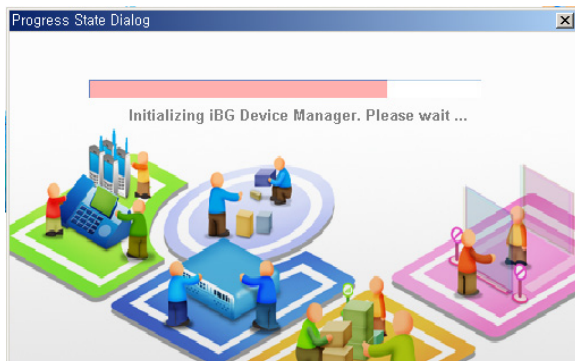 Progress State Dialog
Initializing iBG Device Manager. Please wait ...